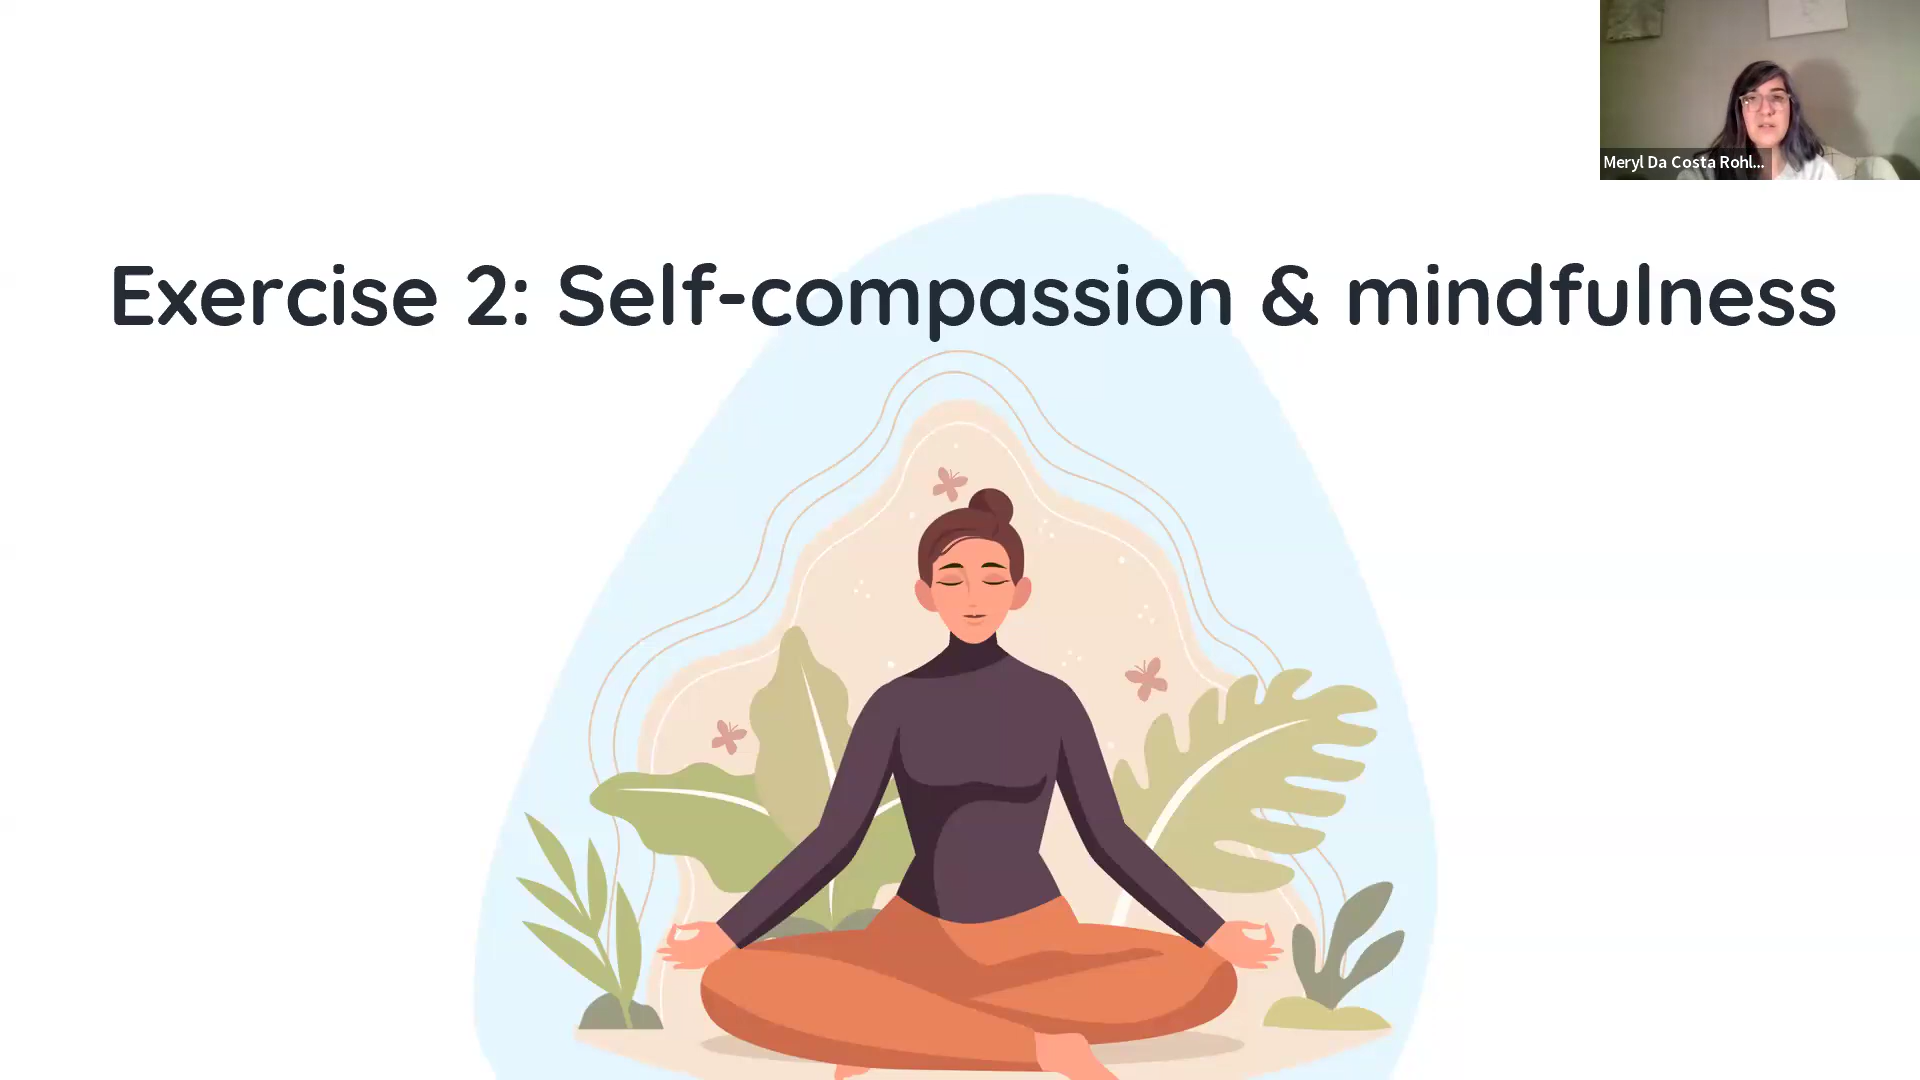 Meryl Da Costa Rohl...
Exercise 2: Self-compassion & mindfulness